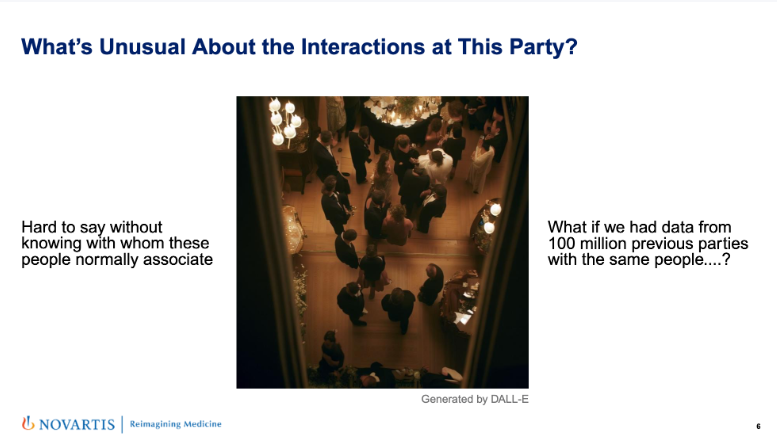 What's Unusual About the Interactions at This Party?
Hard to say without
knowing with whom these
people normally associate
What if we had data from
100 million previous parties
with the same people....?
Generated by DALL-E
NOVARTIS | Reimagining Medicine
6